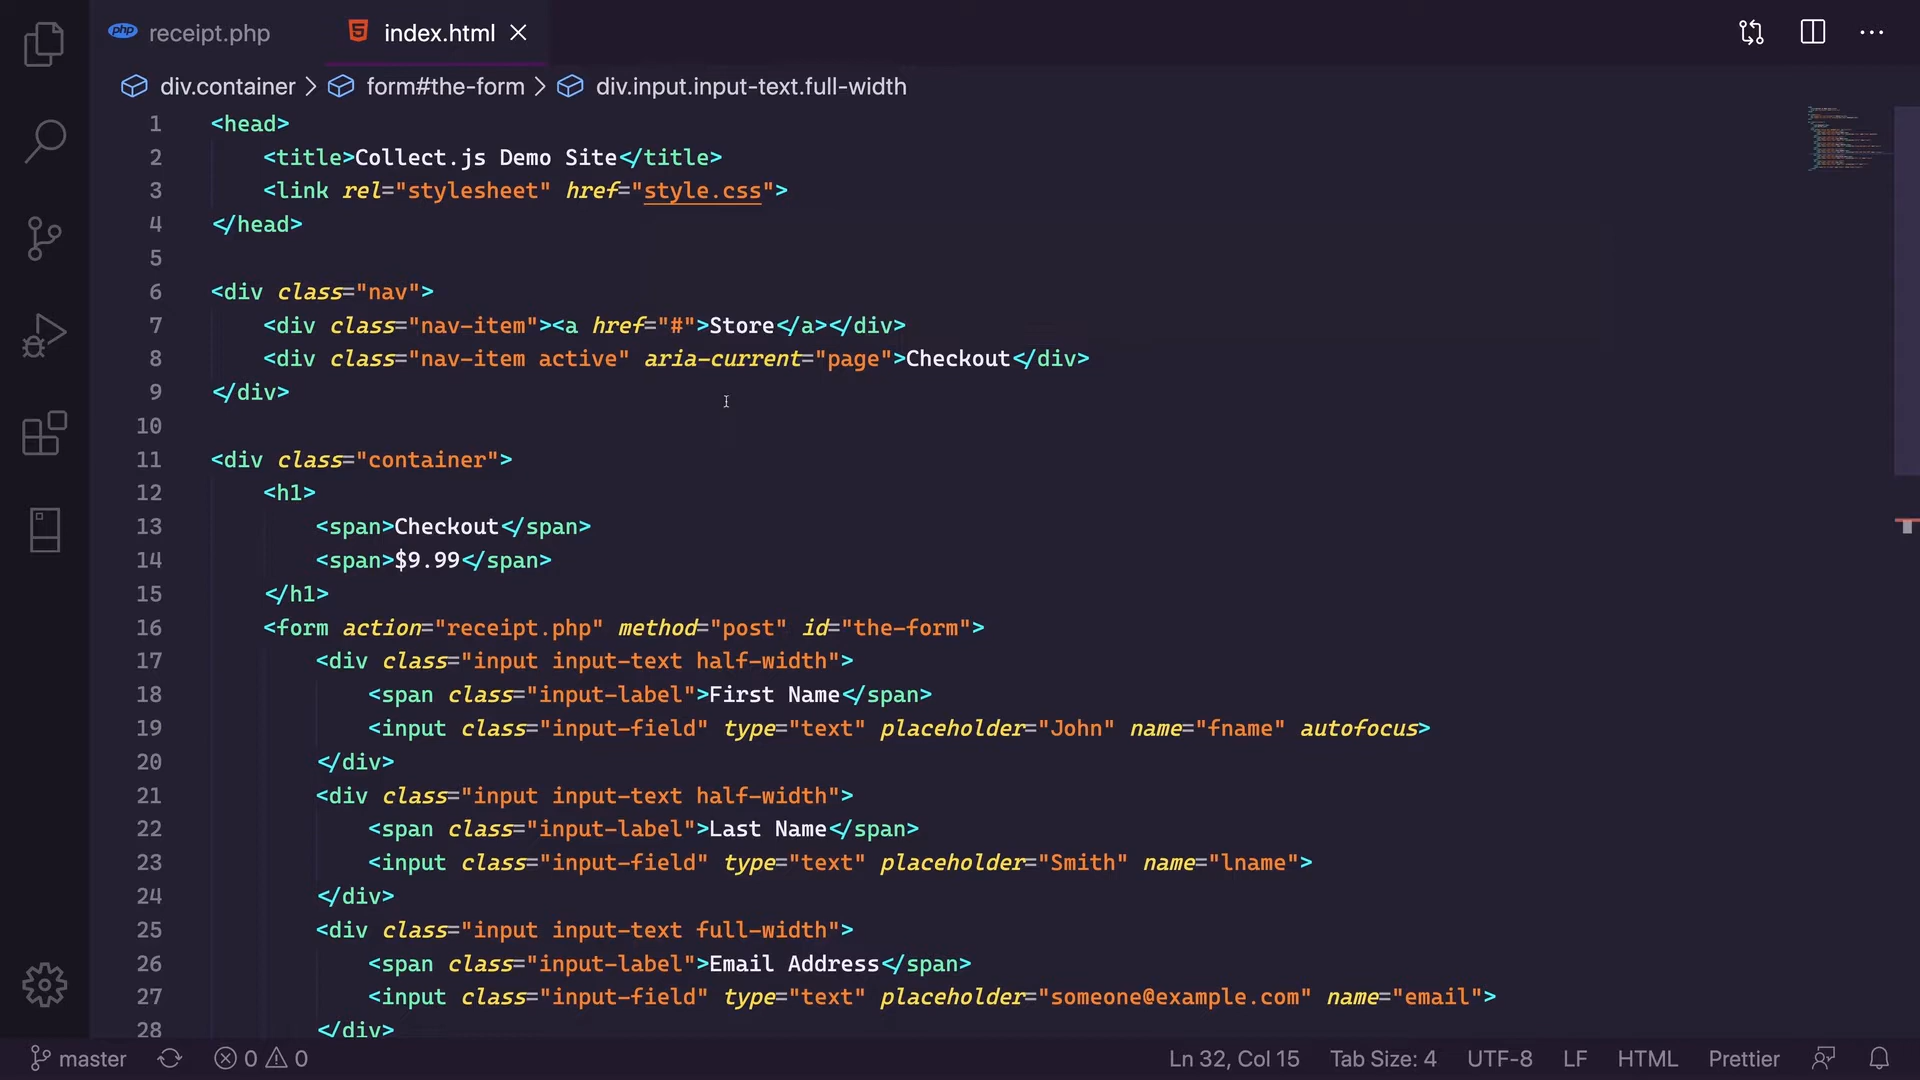 receipt.php
index.html
div.container > form#the-form > div.input.input-text.full-width
1 <head>
2     <title>Collect.js Demo Site</title>
3     <link rel="stylesheet" href="style.css">
4 </head>
5
6 <div class="nav">
7     <div class="nav-item"><a href="#">Store</a></div>
8     <div class="nav-item active" aria-current="page">Checkout</div>
9 </div>
10
11 <div class="container">
12     <h1>
13         <span>Checkout</span>
14         <span>$9.99</span>
15     </h1>
16     <form action="receipt.php" method="post" id="the-form">
17         <div class="input input-text half-width">
18             <span class="input-label">First Name</span>
19             <input class="input-field" type="text" placeholder="John" name="fname" autofocus>
20         </div>
21         <div class="input input-text half-width">
22             <span class="input-label">Last Name</span>
23             <input class="input-field" type="text" placeholder="Smith" name="lname">
24         </div>
25         <div class="input input-text full-width">
26             <span class="input-label">Email Address</span>
27             <input class="input-field" type="text" placeholder="someone@example.com" name="email">
28         </div>
master 0 0 Ln 32, Col 15 Tab Size: 4 UTF-8 LF HTML Prettier